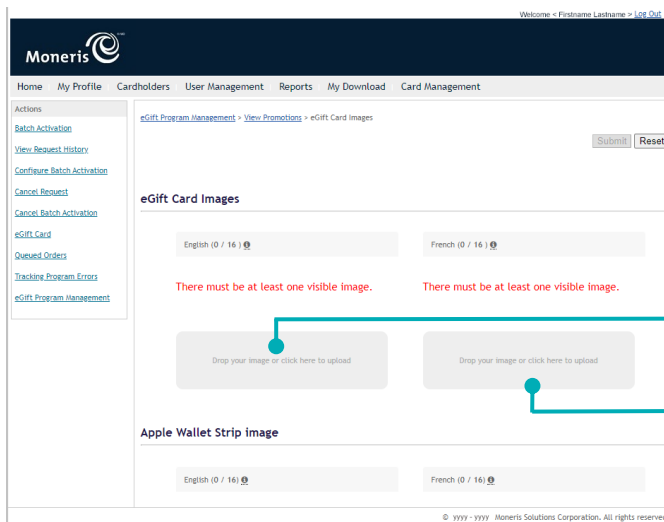 Welcome < Firstname Lastname > Log Out
Moneris
Home My Profile Cardholders User Management Reports My Download Card Management
Actions
Batch Activation
View Request History
Configure Batch Activation
Cancel Request
Cancel Batch Activation
eGift Card
Queued Orders
Tracking Program Errors
eGift Program Management
eGift Program Management > View Promotions > eGift Card Images
Submit Reset
eGift Card Images
English (0 / 16 ) French (0 / 16 )
There must be at least one visible image. There must be at least one visible image.
Drop your image or click here to upload Drop your image or click here to upload
Apple Wallet Strip image
English (0 / 16) French (0 / 16)
© yyyy - yyyy Moneris Solutions Corporation. All rights reserved